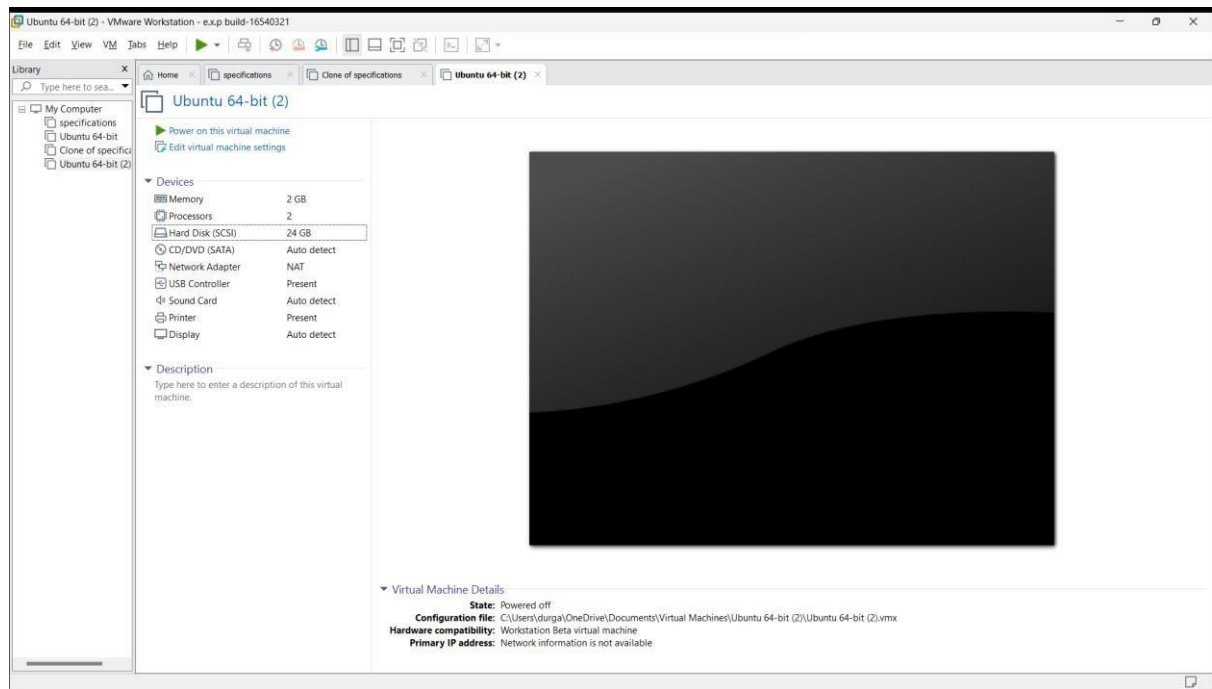 Ubuntu 64-bit (2) - VMware Workstation - e.x.p build-16540321
File Edit View VM Tabs Help
Library X
Type here to sea...
My Computer
specifications
Ubuntu 64-bit
Clone of specific
Ubuntu 64-bit (2)
Home specifications Clone of specifications Ubuntu 64-bit (2)
Ubuntu 64-bit (2)
Power on this virtual machine
Edit virtual machine settings
Devices
Memory 2 GB
Processors 2
Hard Disk (SCSI) 24 GB
CD/DVD (SATA) Auto detect
Network Adapter NAT
USB Controller Present
Sound Card Auto detect
Printer Present
Display Auto detect
Description
Type here to enter a description of this virtual
machine.
Virtual Machine Details
State: Powered off
Configuration file: C:\Users\durga\OneDrive\Documents\Virtual Machines\Ubuntu 64-bit (2)\Ubuntu 64-bit (2).vmx
Hardware compatibility: Workstation Beta virtual machine
Primary IP address: Network information is not available